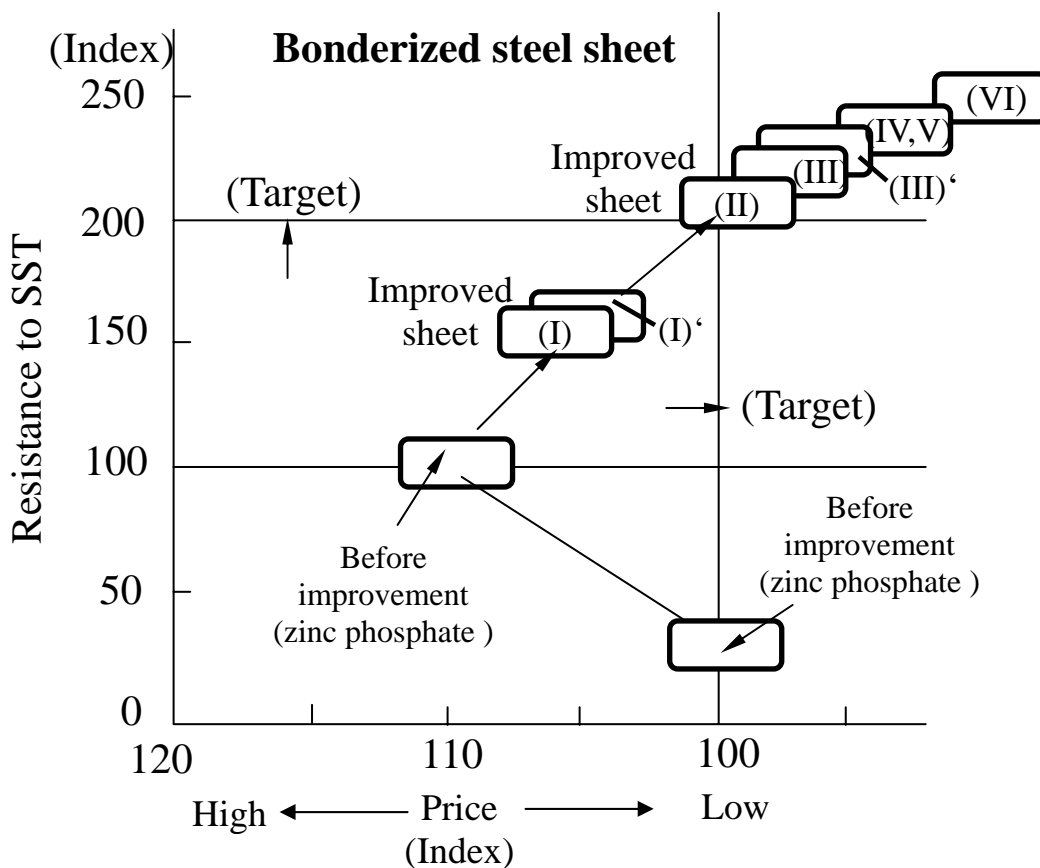 Bonderized steel sheet
(Index)
250
200
150
100
50
0
Resistance to SST
(Target)
Improved
sheet
(VI)
(IV,V)
(III)
(III)‘
(II)
Improved
sheet
(I)
(I)‘
(Target)
Before
improvement
(zinc phosphate )
Before
improvement
(zinc phosphate )
120
110
100
High
Price
(Index)
Low